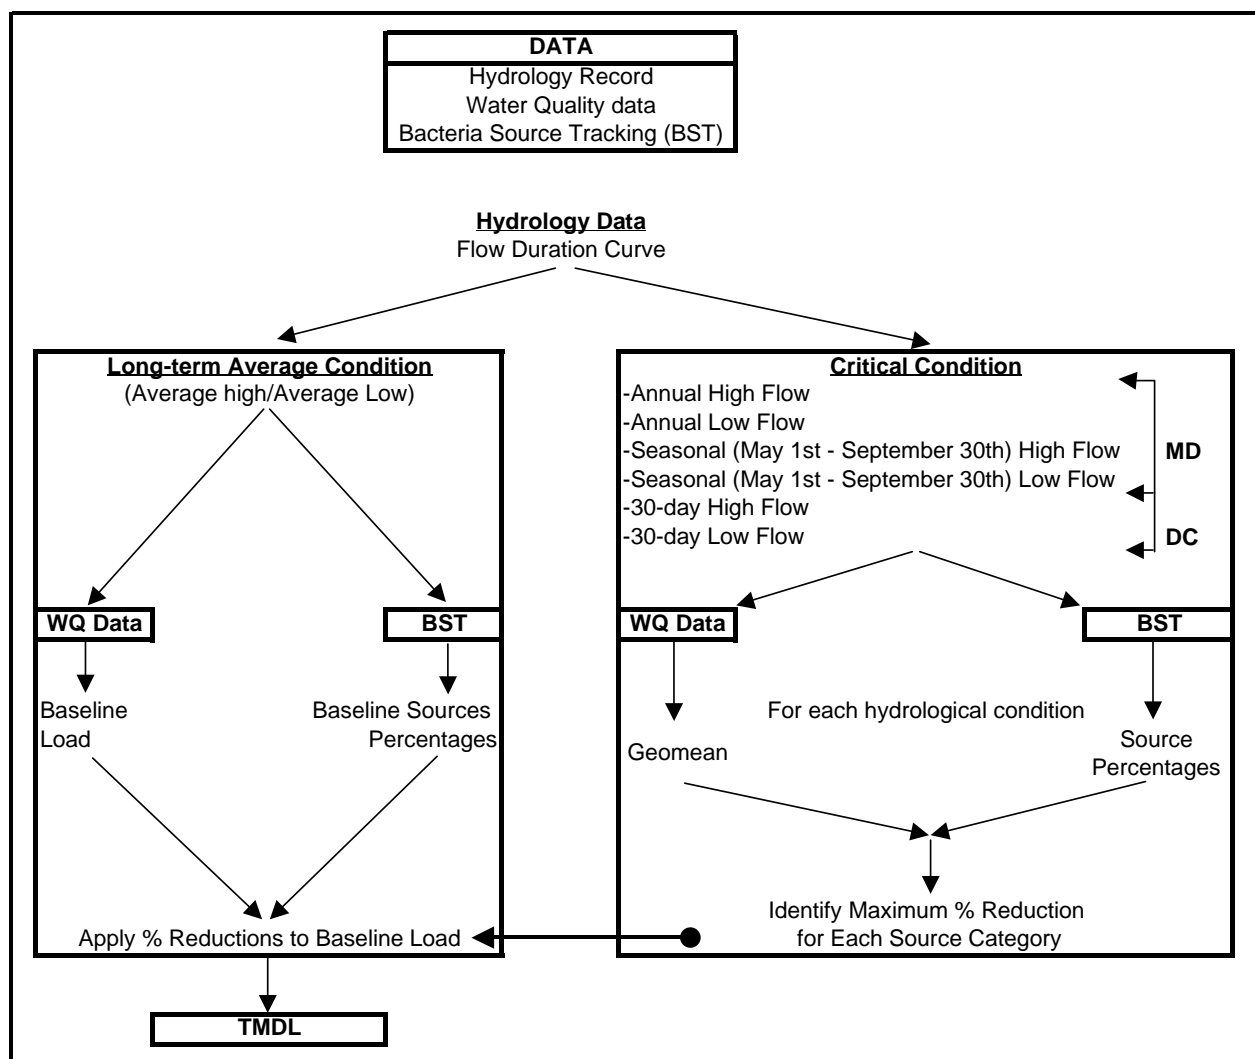 DATA
Hydrology Record
Water Quality data
Bacteria Source Tracking (BST)
Hydrology Data
Flow Duration Curve
Long-term Average Condition
(Average high/Average Low)
WQ Data
BST
Baseline
Load
Baseline Sources
Percentages
Apply % Reductions to Baseline Load
TMDL
Critical Condition
-Annual High Flow
-Annual Low Flow
-Seasonal (May 1st - September 30th) High Flow
-Seasonal (May 1st - September 30th) Low Flow
-30-day High Flow
-30-day Low Flow
MD
DC
WQ Data
BST
For each hydrological condition
Geomean
Source
Percentages
Identify Maximum % Reduction
for Each Source Category